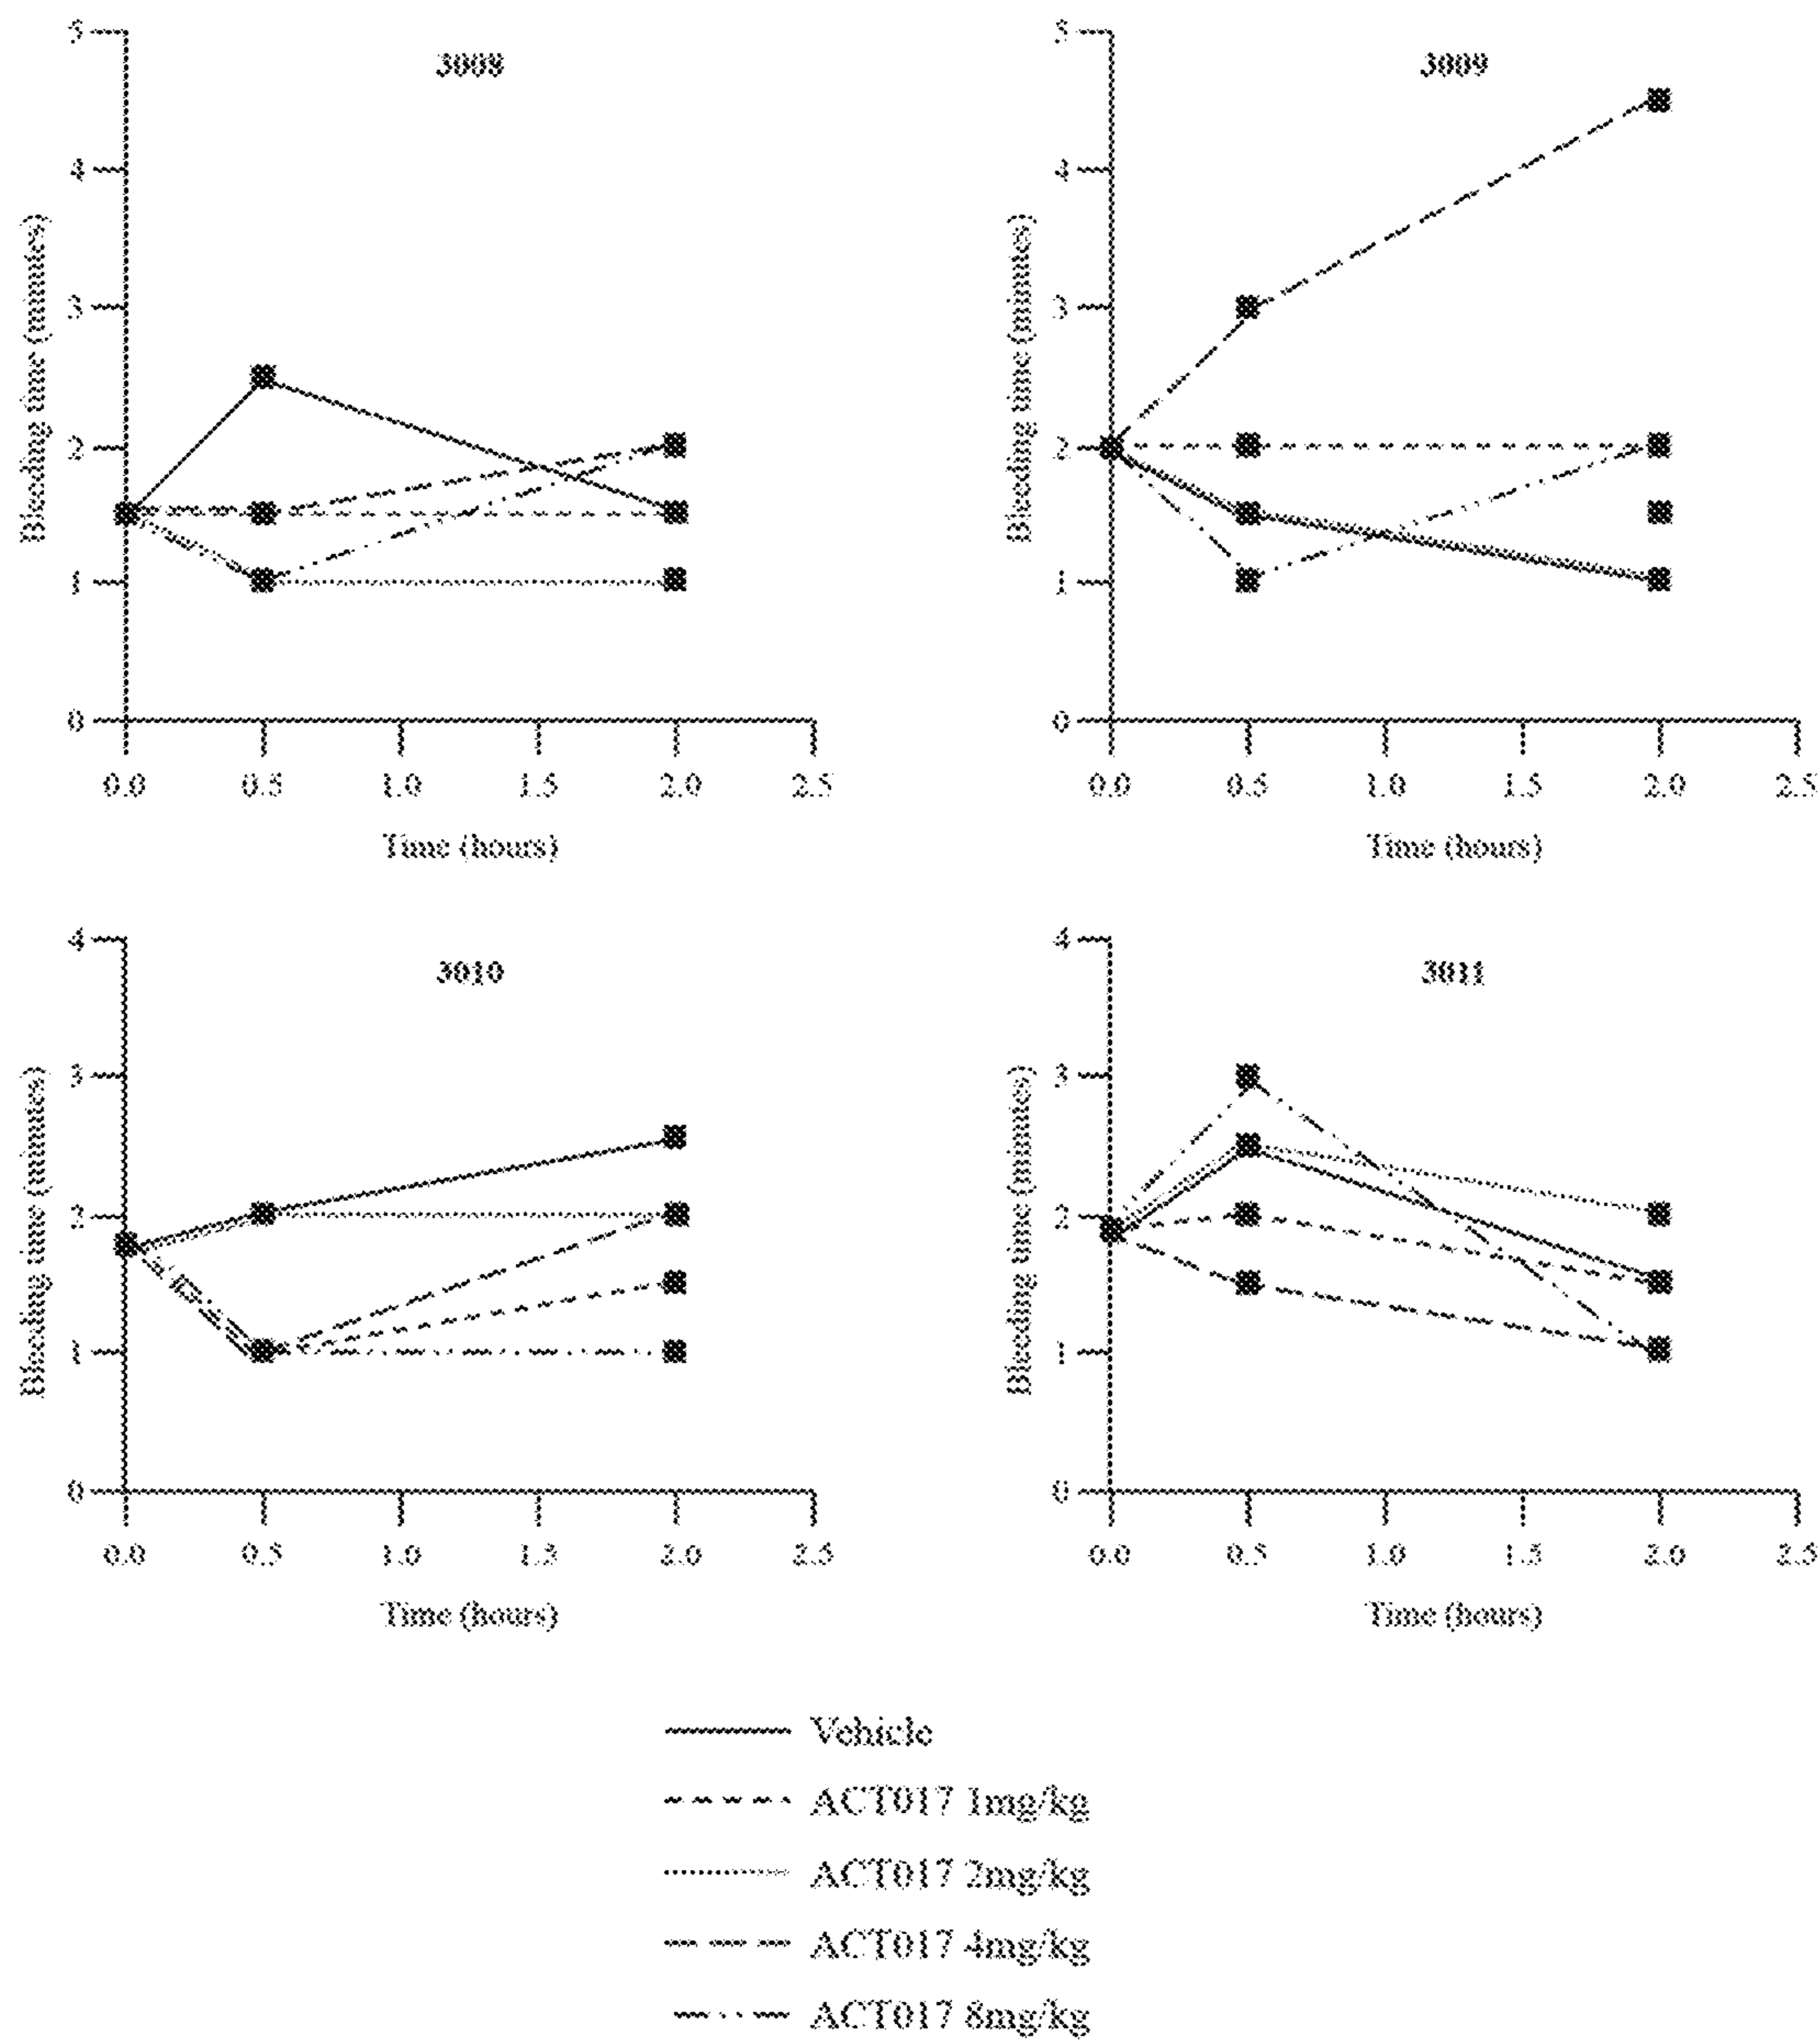 3008
5
4
3
2
1
0
Bleeding time (minutes)
0.0 0.5 1.0 1.5 2.0 2.5
Time (hours)
3009
5
4
3
2
1
0
Bleeding time (minutes)
0.0 0.5 1.0 1.5 2.0 2.5
Time (hours)
3010
4
3
2
1
0
Bleeding time (minutes)
0.0 0.5 1.0 1.5 2.0 2.5
Time (hours)
3011
4
3
2
1
0
Bleeding time (minutes)
0.0 0.5 1.0 1.5 2.0 2.5
Time (hours)
Vehicle
ACT017 1mg/kg
ACT017 2mg/kg
ACT017 4mg/kg
ACT017 8mg/kg